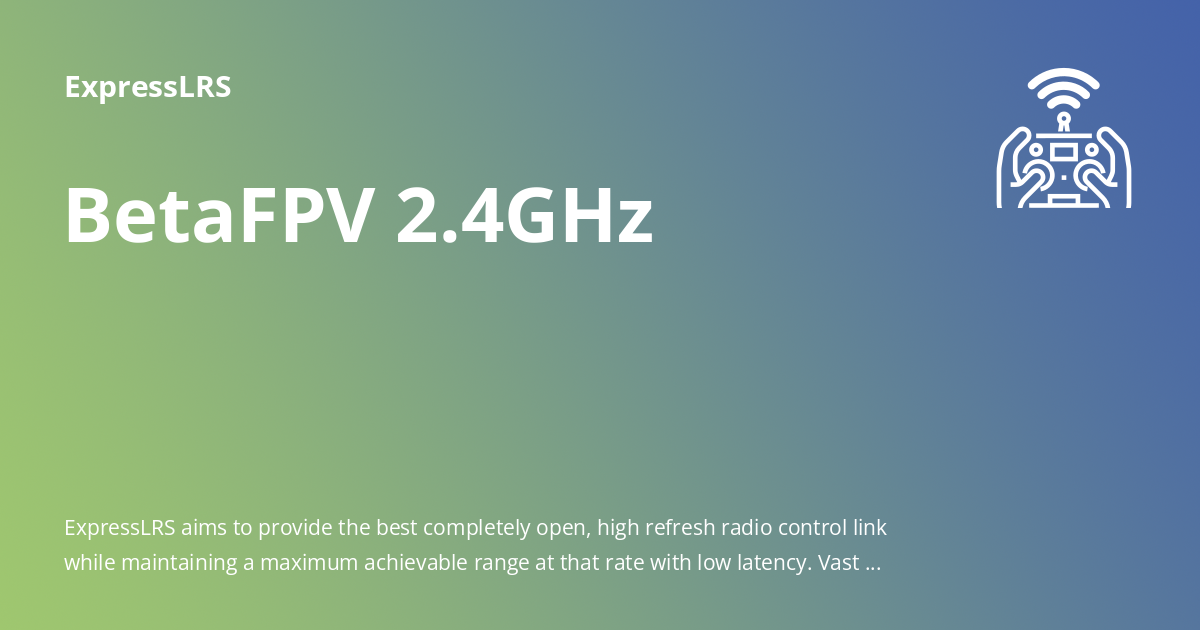 ExpressLRS
BetaFPV 2.4GHz
ExpressLRS aims to provide the best completely open, high refresh radio control link
while maintaining a maximum achievable range at that rate with low latency. Vast ...